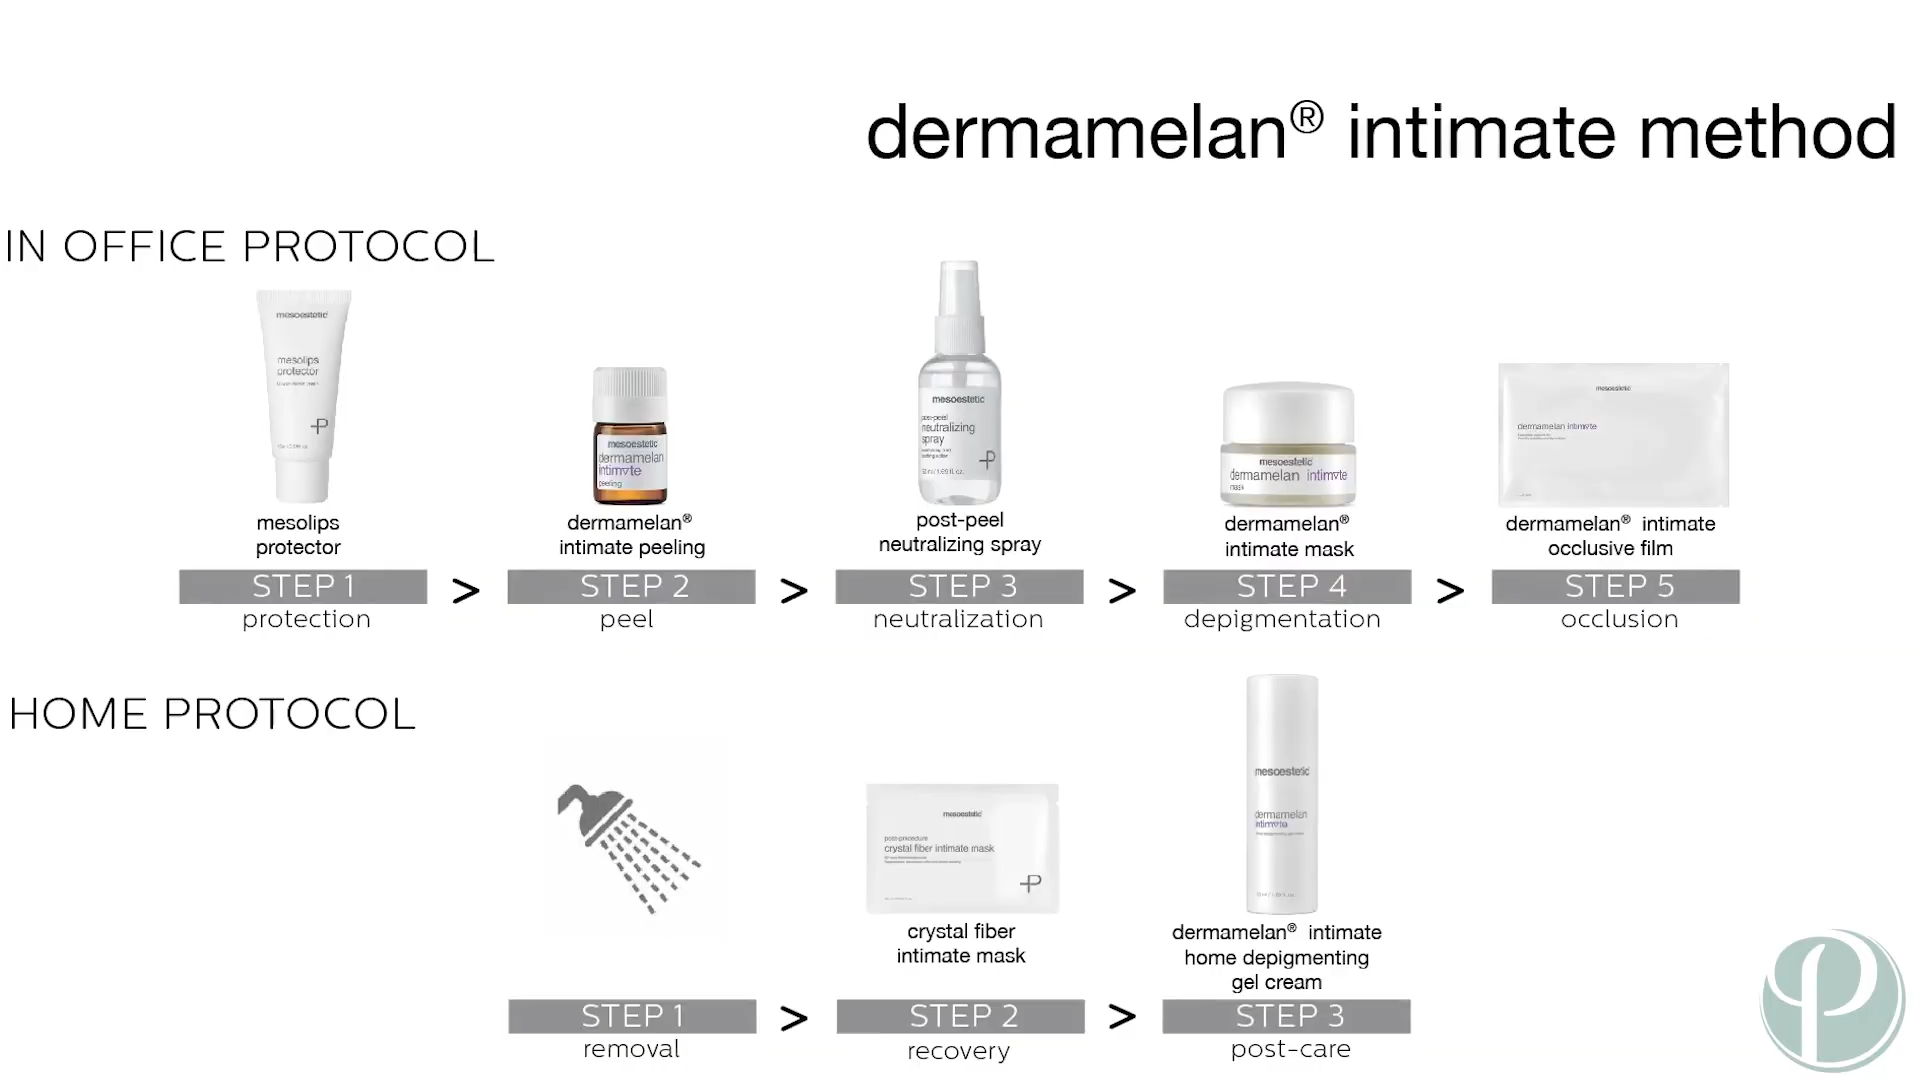 dermamelan® intimate method
IN OFFICE PROTOCOL
mesoestetic
mesolips
protector
mesoestetic
dermamelan
intimate
peeling
mesoestetic
post-peel
neutralizing
spray
mesoestetic
dermamelan intimate
mask
mesoestetic
dermamelan intimate
mesolips
protector
dermamelan®
intimate peeling
post-peel
neutralizing spray
dermamelan®
intimate mask
dermamelan® intimate
occlusive film
STEP 1 > STEP 2 > STEP 3 > STEP 4 > STEP 5
protection
peel
neutralization
depigmentation
occlusion
HOME PROTOCOL
mesoestetic
post-procedure
crystal fiber intimate mask
mesoestetic
dermamelan
intimate
crystal fiber
intimate mask
dermamelan® intimate
home depigmenting
gel cream
STEP 1 > STEP 2 > STEP 3
removal
recovery
post-care